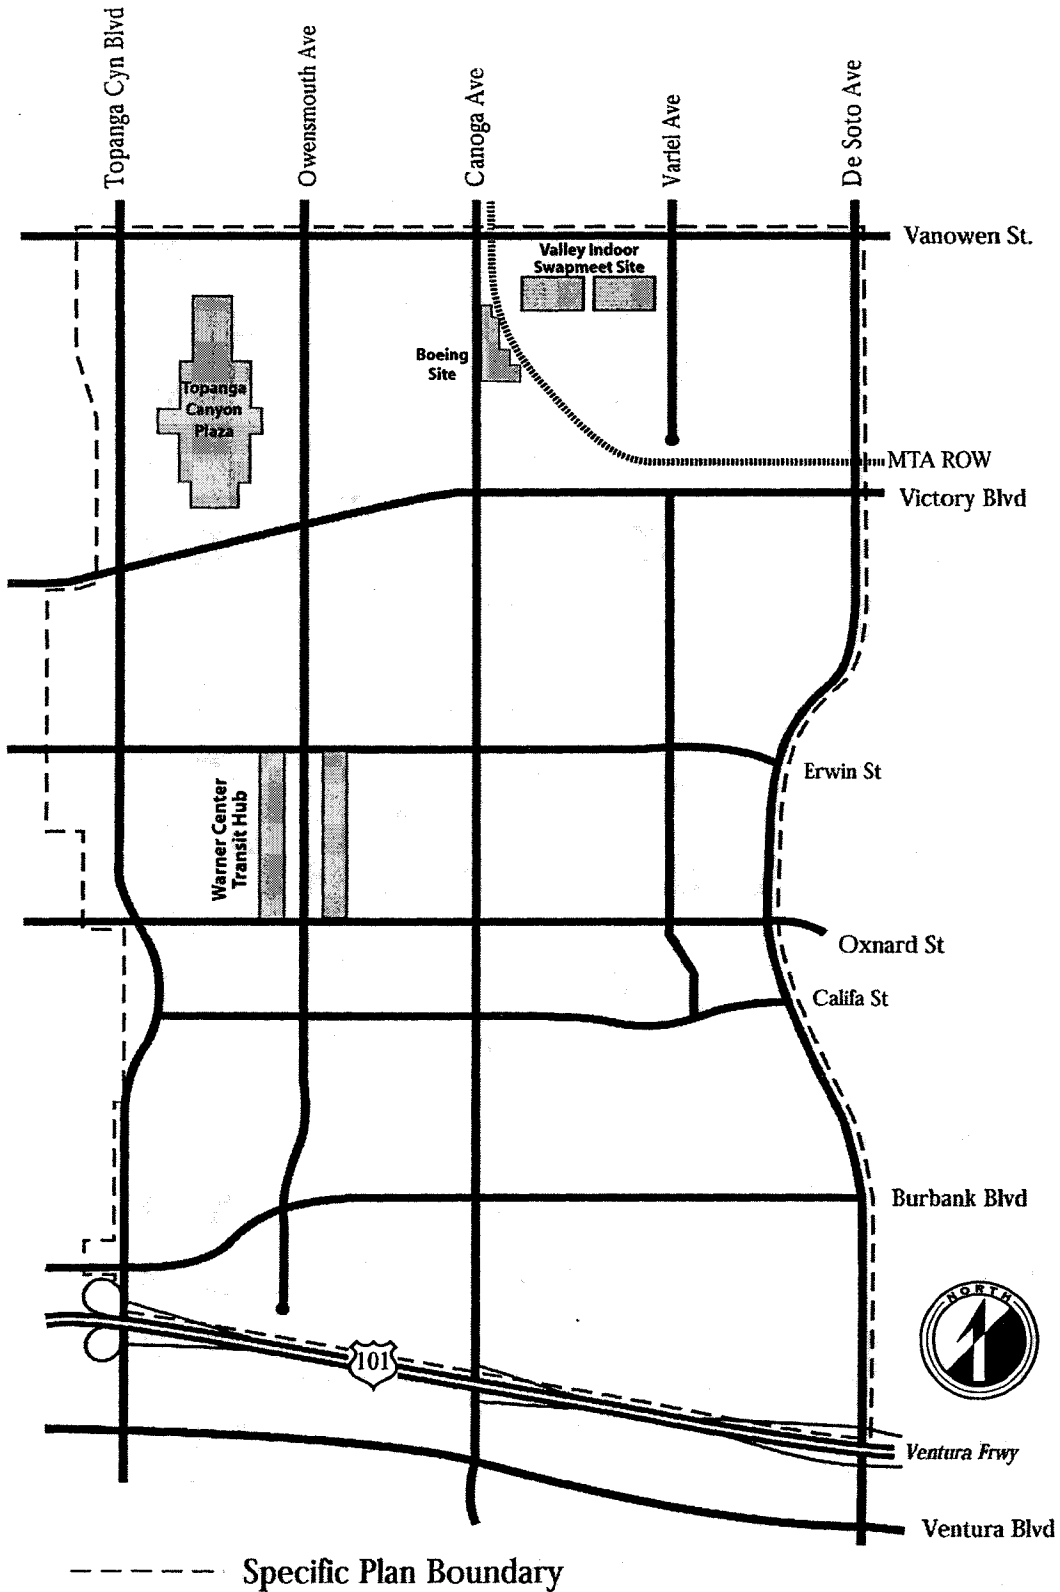 Topanga Cyn Blvd
Owensmouth Ave
Canoga Ave
Variel Ave
De Soto Ave
Vanowen St.
Valley Indoor
Swapmeet Site
Boeing
Site
Topanga
Canyon
Plaza
MTA ROW
Victory Blvd
Erwin St
Warner Center
Transit Hub
Oxnard St
Califa St
Burbank Blvd
NORTH
101
Ventura Frwy
Ventura Blvd
Specific Plan Boundary